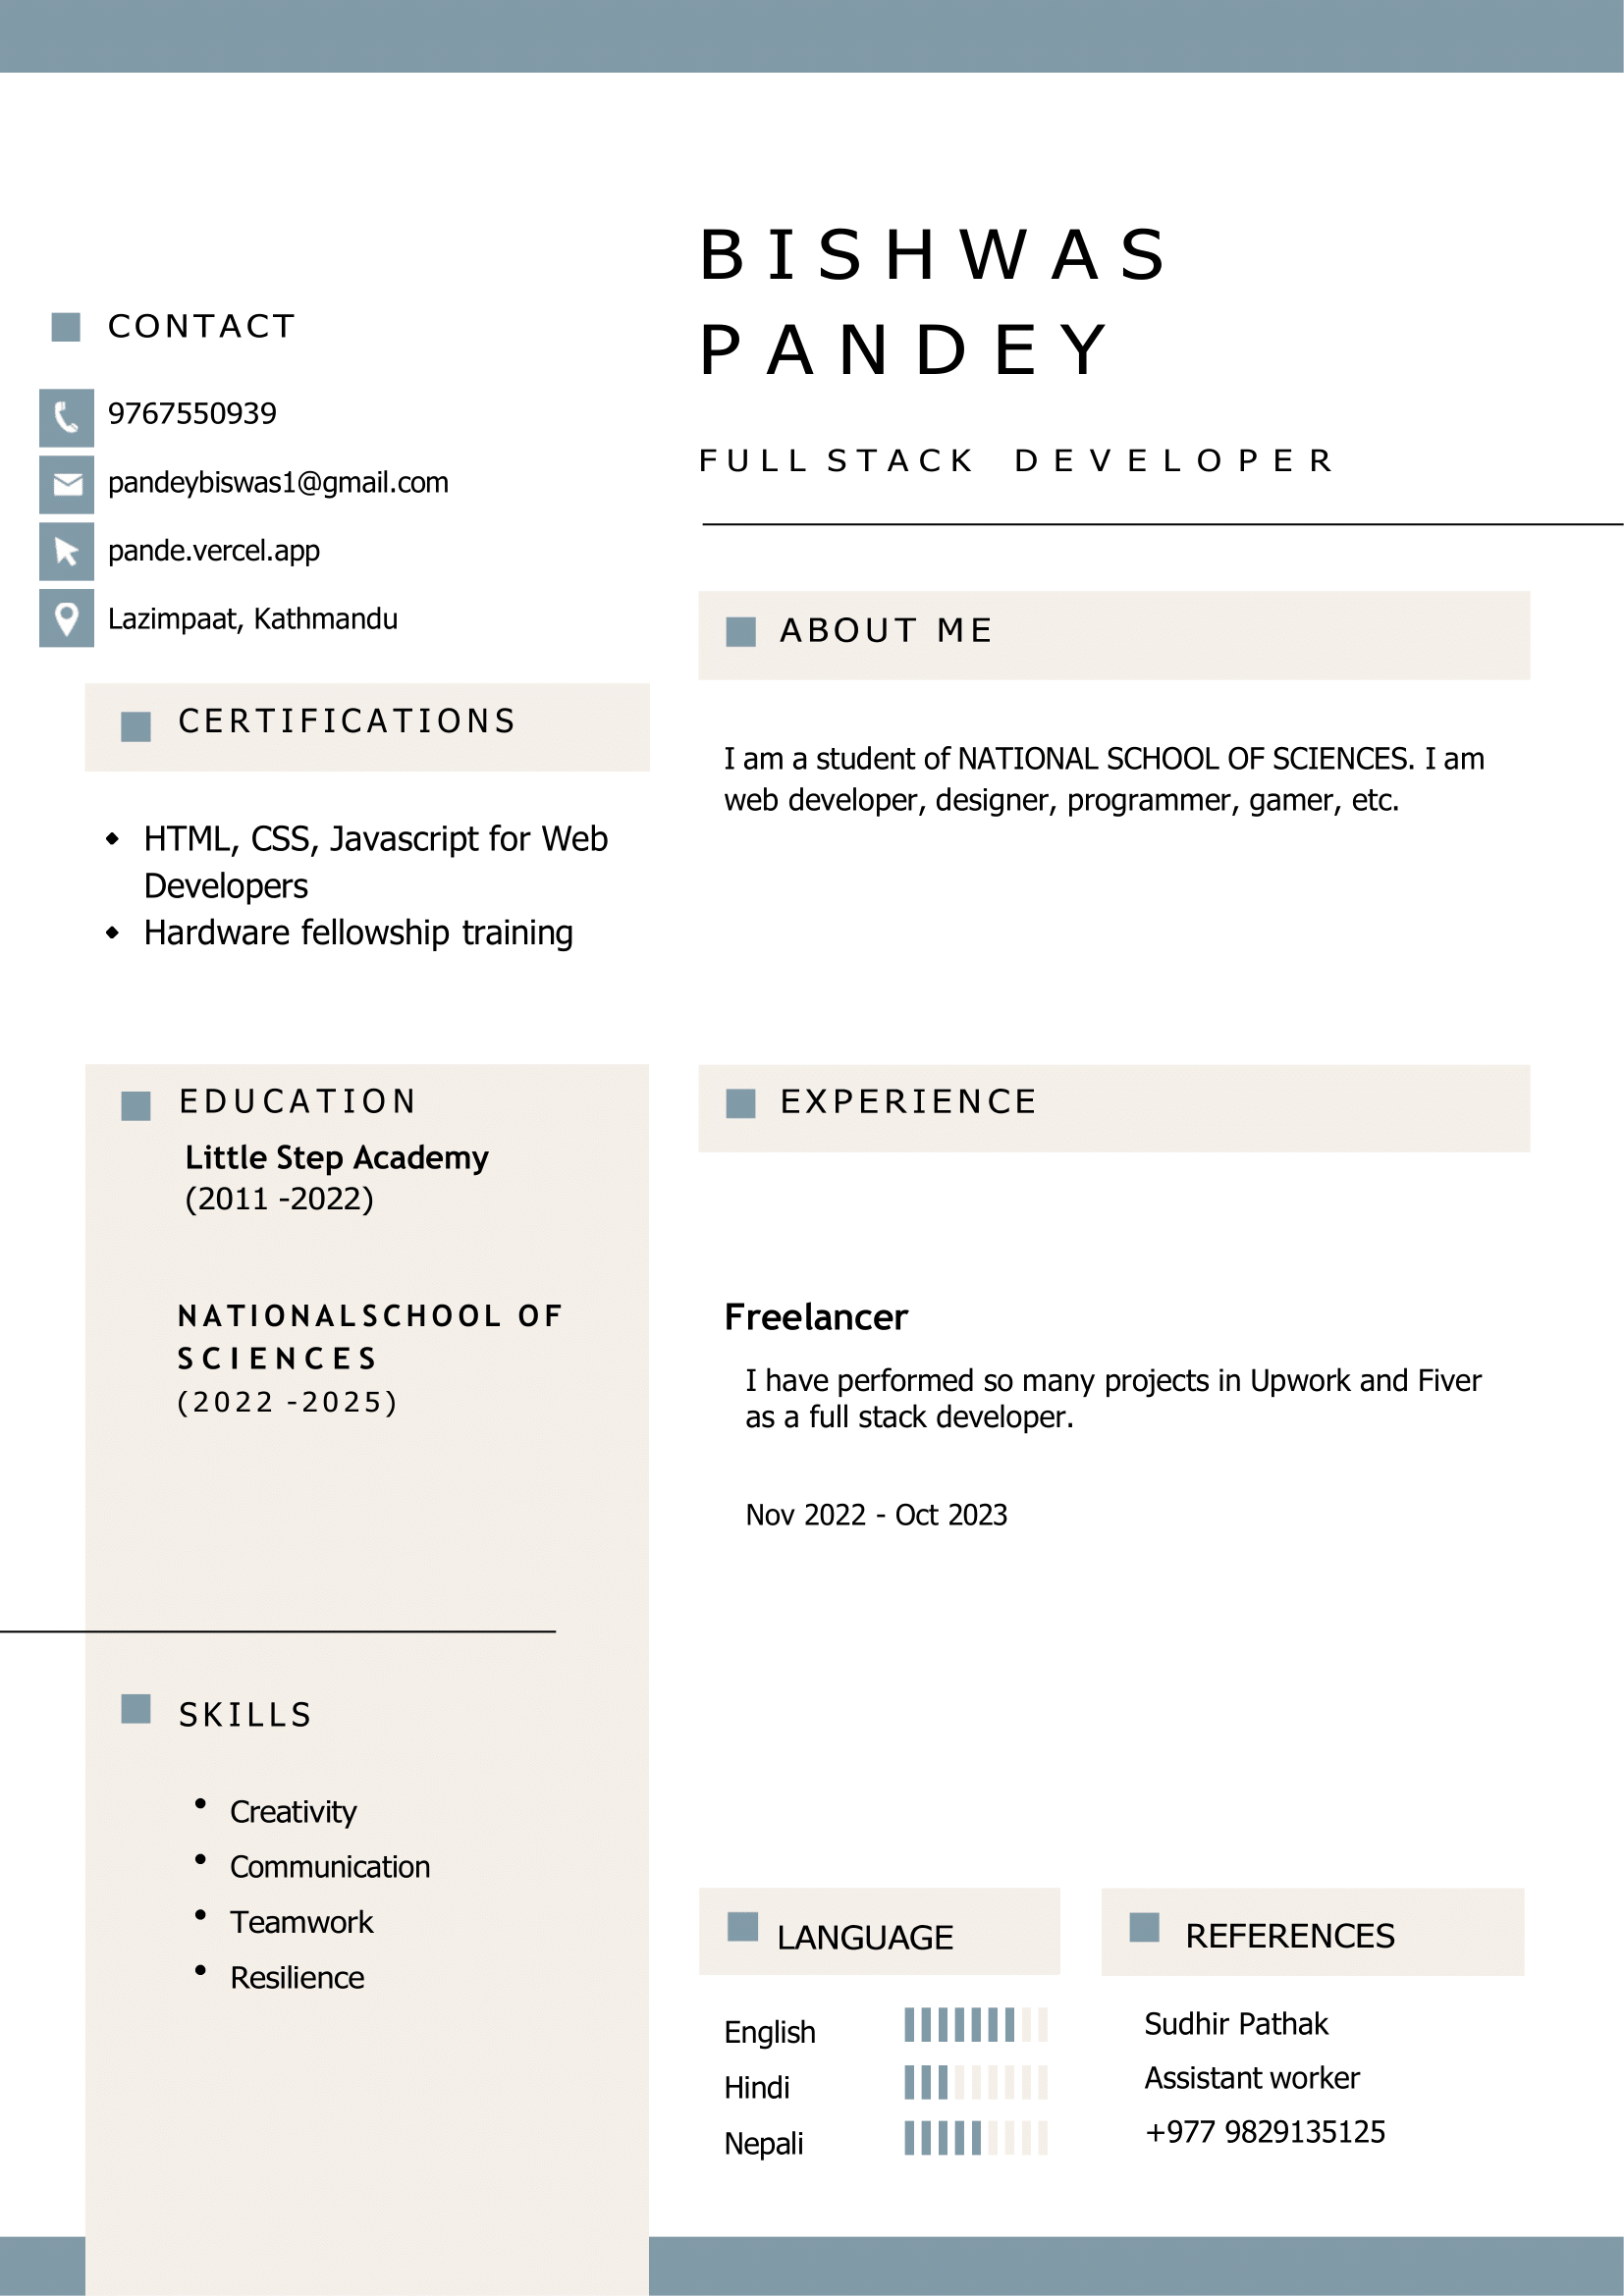 BISHWAS
PANDEY
FULL STACK DEVELOPER
CONTACT
9767550939
pandeybiswas1@gmail.com
pande.vercel.app
Lazimpaat, Kathmandu
CERTIFICATIONS
• HTML, CSS, Javascript for Web
Developers
• Hardware fellowship training
EDUCATION
Little Step Academy
(2011 -2022)
NATIONALSCHOOL OF
SCIENCES
(2022 -2025)
SKILLS
• Creativity
• Communication
• Teamwork
• Resilience
ABOUT ME
I am a student of NATIONAL SCHOOL OF SCIENCES. I am
web developer, designer, programmer, gamer, etc.
EXPERIENCE
Freelancer
I have performed so many projects in Upwork and Fiver
as a full stack developer.
Nov 2022 - Oct 2023
LANGUAGE
English
Hindi
Nepali
REFERENCES
Sudhir Pathak
Assistant worker
+977 9829135125